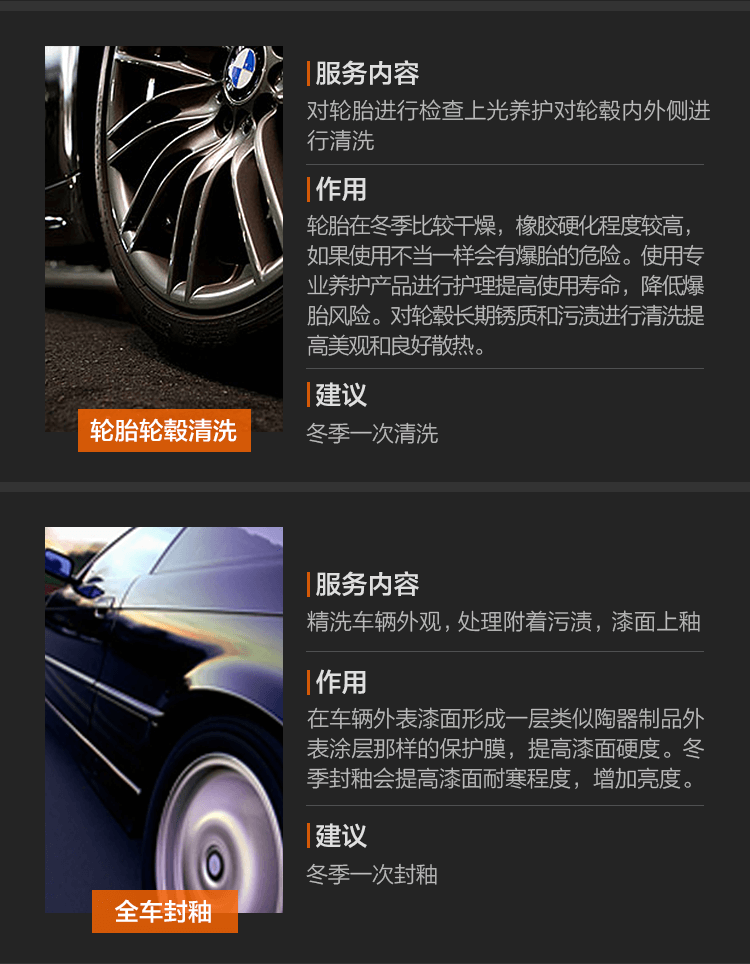 服务内容
对轮胎进行检查上光养护对轮毂内外侧进
行清洗
作用
轮胎在冬季比较干燥，橡胶硬化程度较高，
如果使用不当一样会有爆胎的危险。使用专
业养护产品进行护理提高使用寿命，降低爆
胎风险。对轮毂长期锈质和污渍进行清洗提
高美观和良好散热。
建议
冬季一次清洗
轮胎轮毂清洗
服务内容
精洗车辆外观，处理附着污渍，漆面上釉
作用
在车辆外表漆面形成一层类似陶器制品外
表涂层那样的保护膜，提高漆面硬度。冬
季封釉会提高漆面耐寒程度，增加亮度。
建议
冬季一次封釉
全车封釉